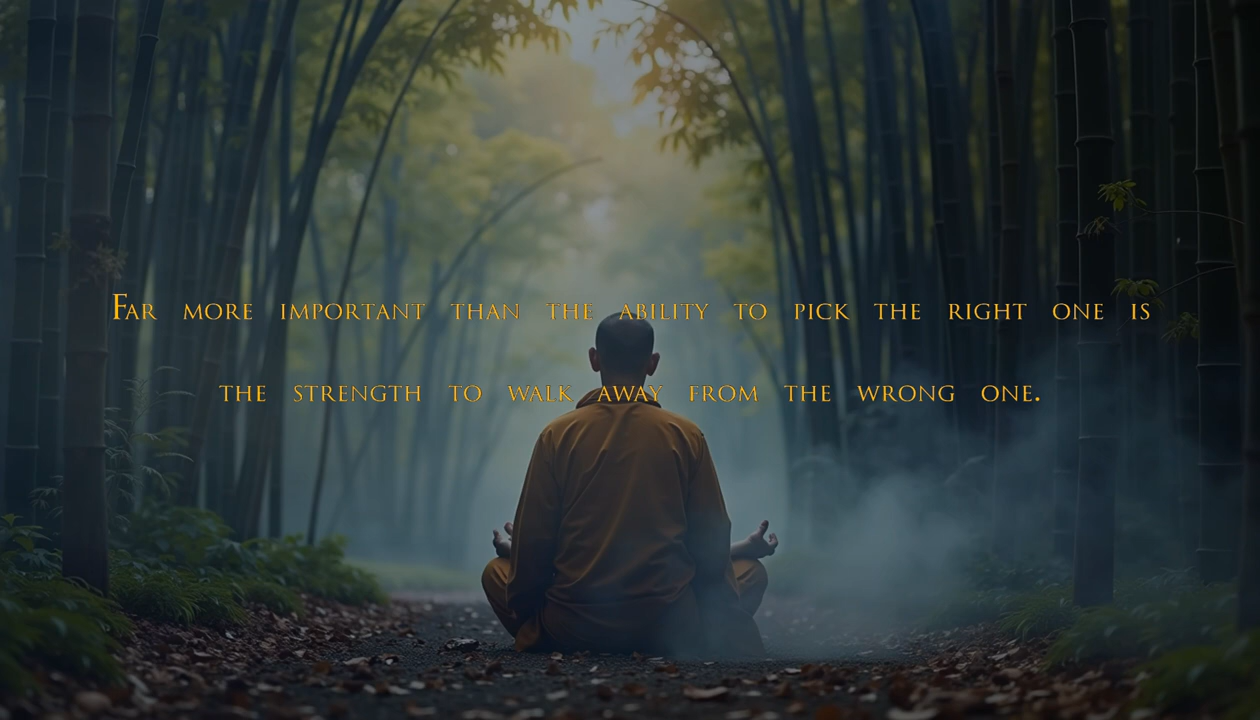 Far more important than the ability to pick the right one is
the strength to walk away from the wrong one.